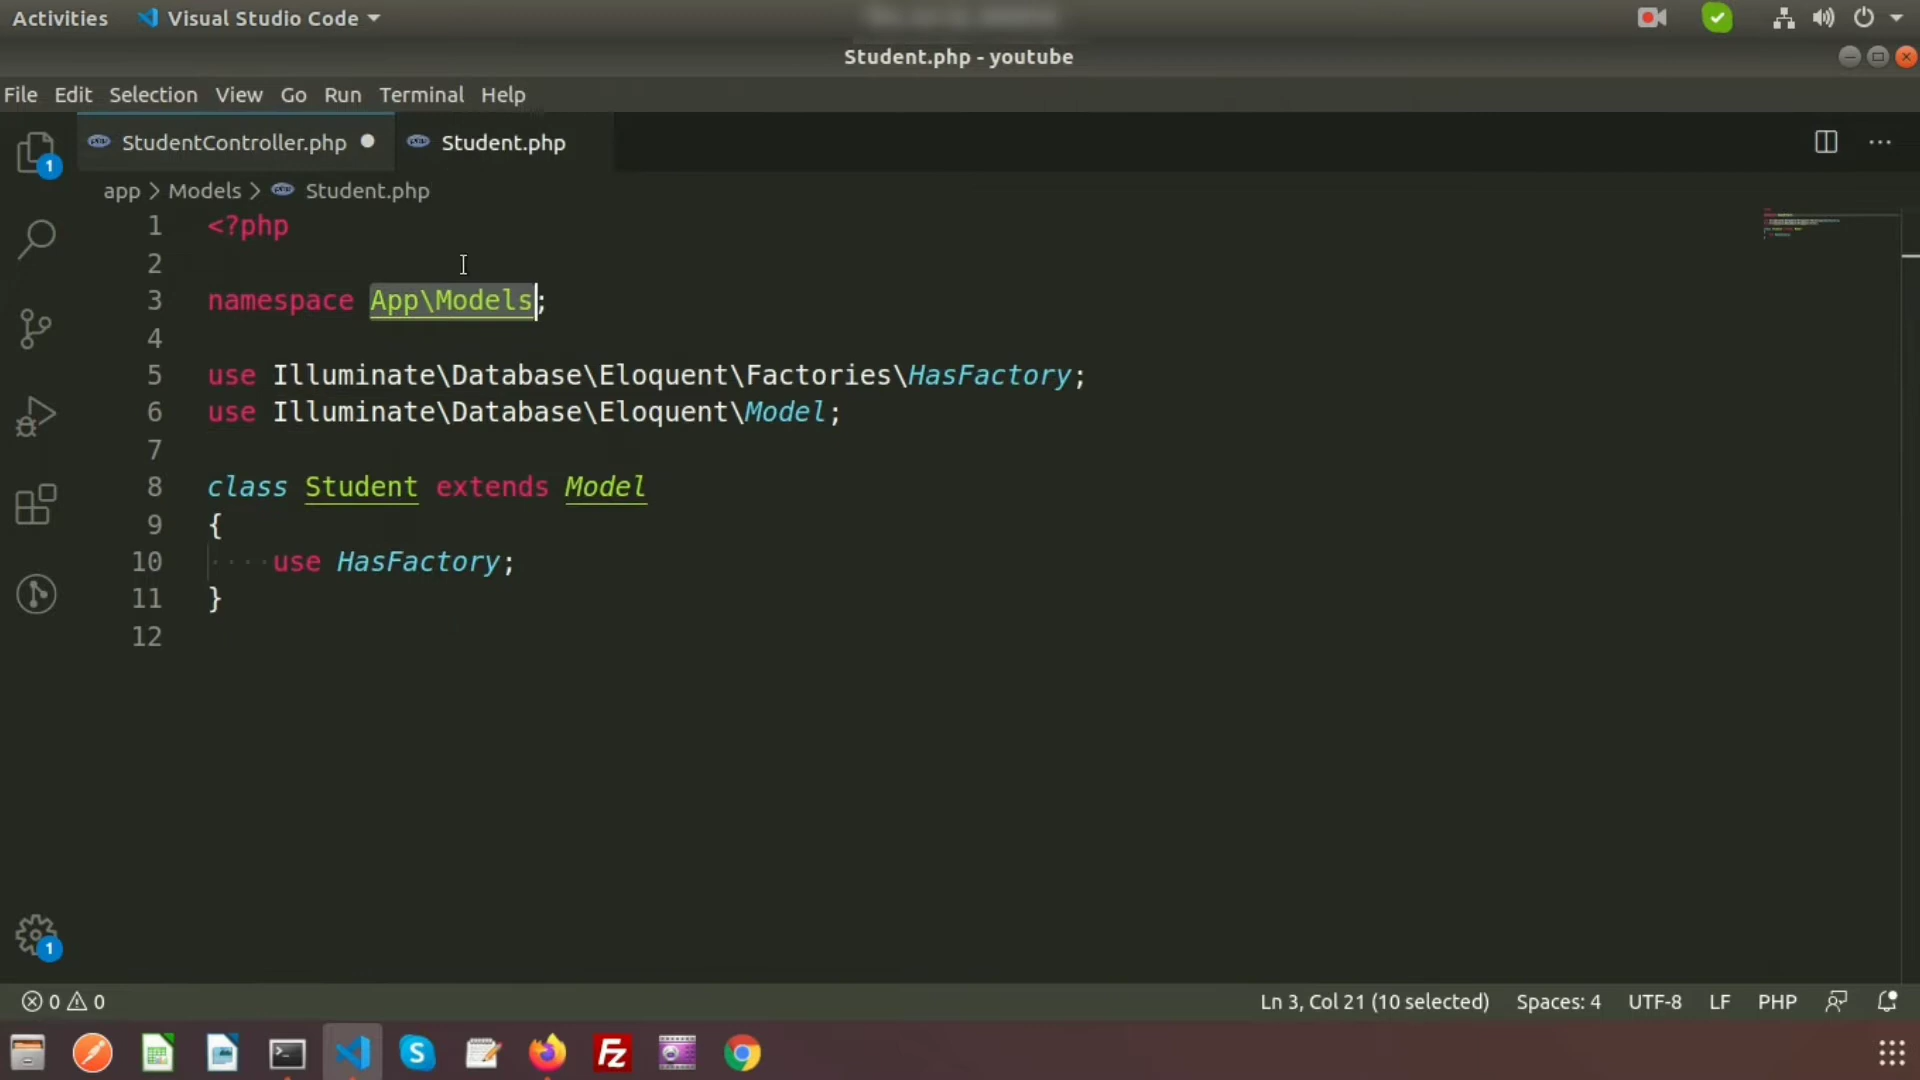 Activities Visual Studio Code
Student.php - youtube
File Edit Selection View Go Run Terminal Help
StudentController.php Student.php
1
app > Models > Student.php
1 <?php
2
3 namespace App\Models;
4
5 use Illuminate\Database\Eloquent\Factories\HasFactory;
6 use Illuminate\Database\Eloquent\Model;
7
8 class Student extends Model
9 {
10 ····use HasFactory;
11 }
12
1
0 0 Ln 3, Col 21 (10 selected) Spaces: 4 UTF-8 LF PHP